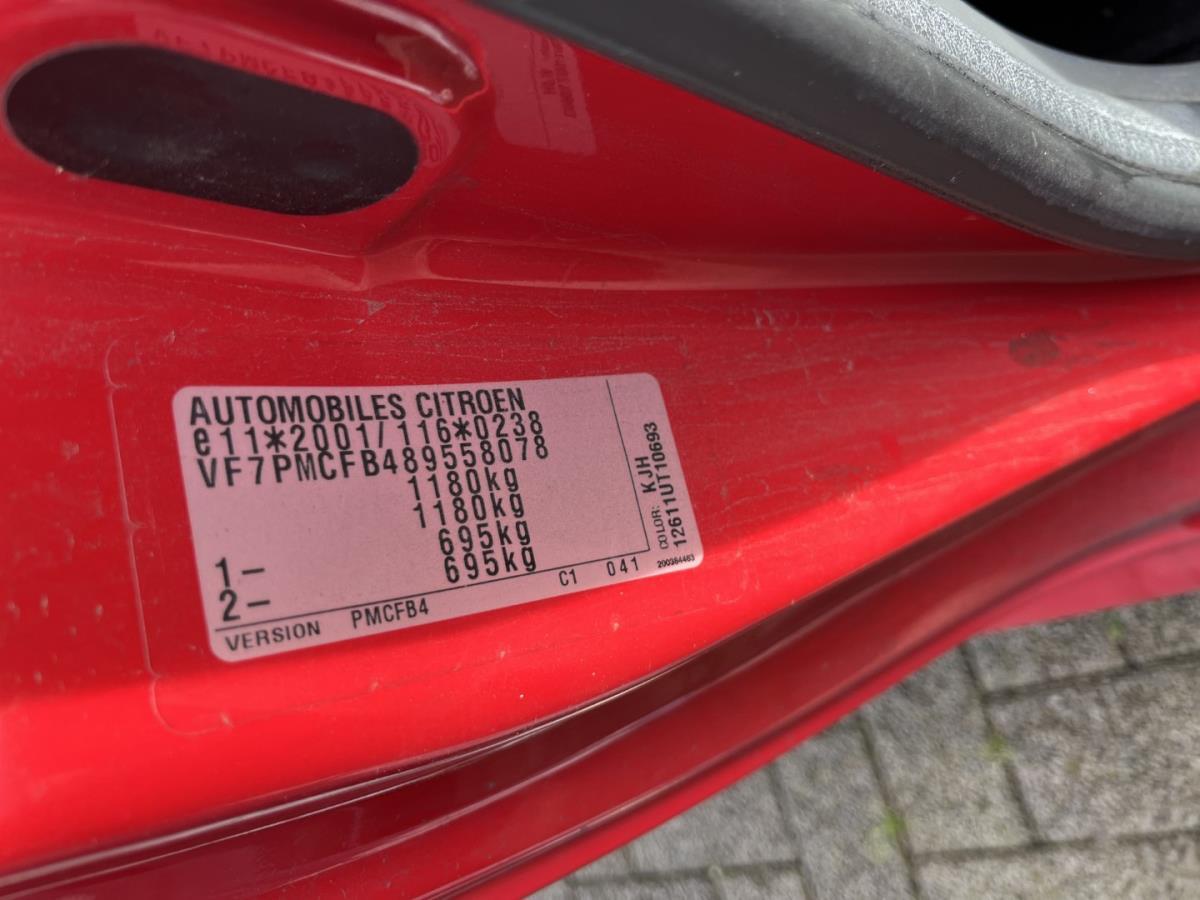 AUTOMOBILES CITROEN
e11*2001/116*0238
VF7PMCFB489558078
1180kg
1180kg
1- 695kg
2- 695kg
VERSION PMCFB4 C1 041
COLOR: KJH
12611UT10693
200384463